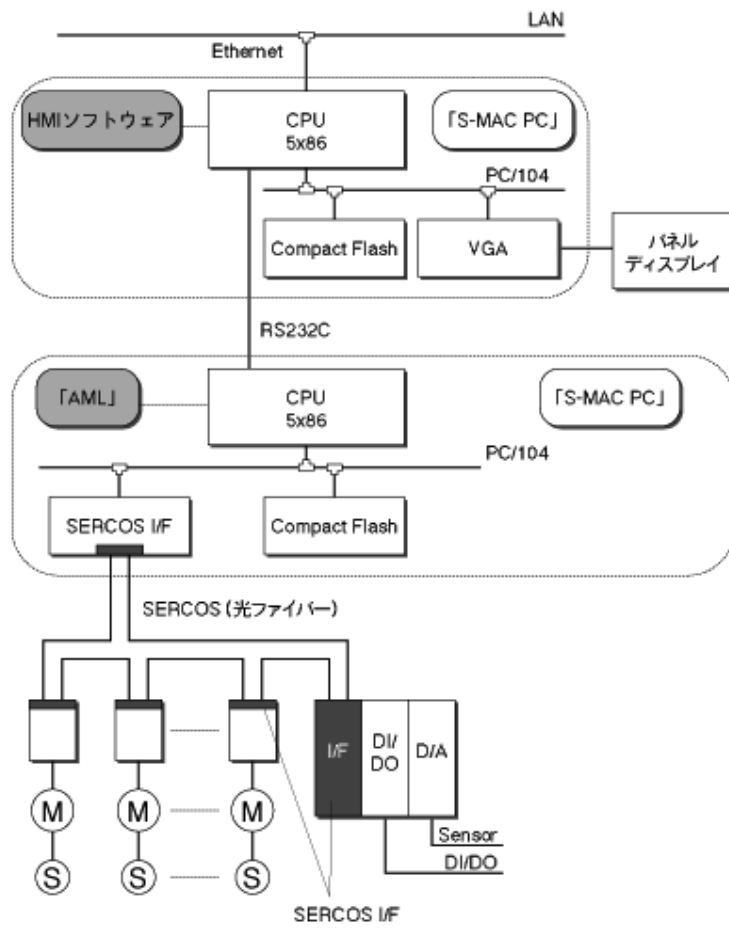 LAN
Ethernet
HMIソフトウェア
CPU
5x86
「S-MAC PC」
PC/104
Compact Flash
VGA
パネル
ディスプレイ
RS232C
「AML」
CPU
5x86
「S-MAC PC」
PC/104
SERCOS I/F
Compact Flash
SERCOS (光ファイバー)
I/F
DI/
DO
D/A
M
M
M
S
S
S
Sensor
DI/DO
SERCOS I/F